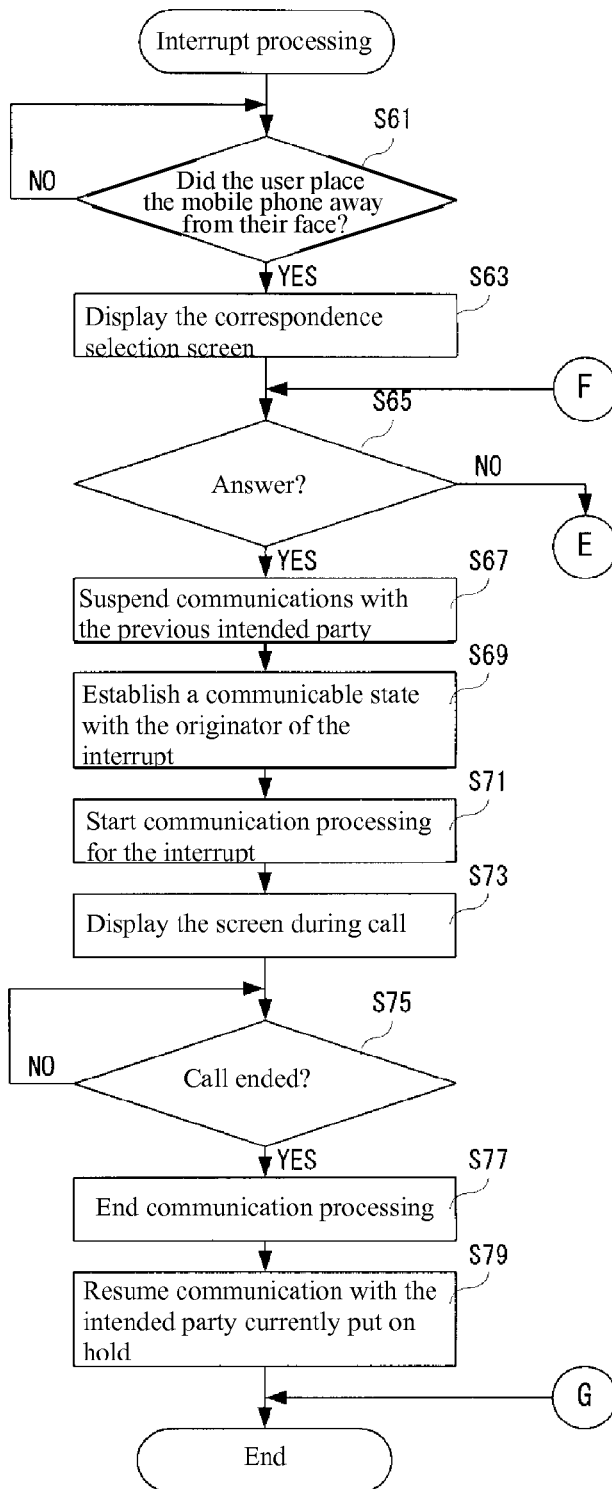 Interrupt processing
S61
NO
Did the user place
the mobile phone away
from their face?
YES
S63
Display the correspondence
selection screen
F
S65
Answer?
NO
E
YES
S67
Suspend communications with
the previous intended party
S69
Establish a communicable state
with the originator of the
interrupt
S71
Start communication processing
for the interrupt
S73
Display the screen during call
S75
NO
Call ended?
YES
S77
End communication processing
S79
Resume communication with the
intended party currently put on
hold
G
End